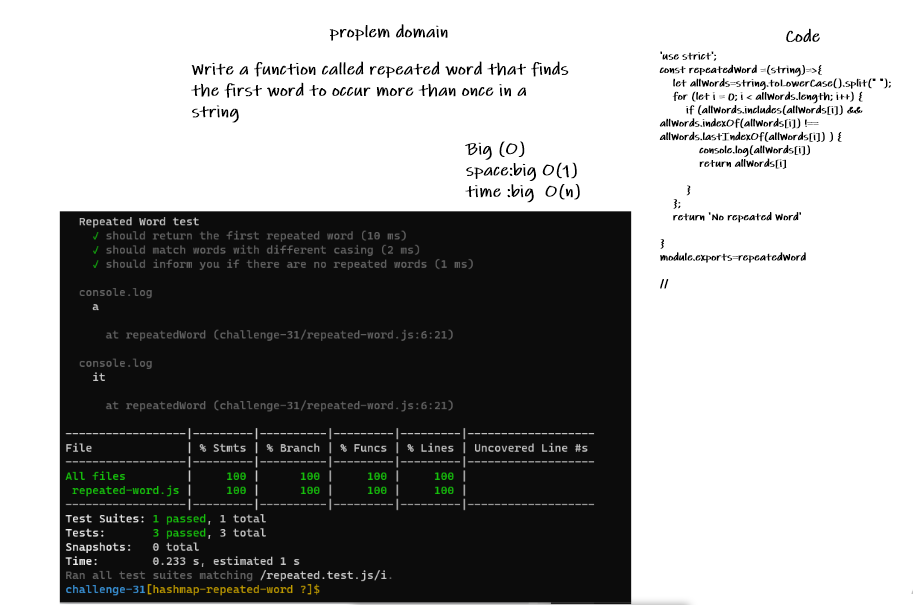 proplem domain
Write a function called repeated word that finds
the first word to occur more than once in a
string
Big (O)
space:big O(1)
time :big O(n)
Code
'use strict';
const repeatedWord =(string)=>{
let allWords=string.toLowerCase().split(" ");
for (let i = 0; i < allWords.length; i++) {
if (allWords.includes(allWords[i]) &&
allWords.indexOf(allWords[i]) !==
allWords.lastIndexOf(allWords[i]) ) {
console.log(allWords[i])
return allWords[i]
}
};
return 'No repeated Word'
}
module.exports=repeatedWord
//
Repeated Word test
✓ should return the first repeated word (10 ms)
✓ should match words with different casing (2 ms)
✓ should inform you if there are no repeated words (1 ms)
console.log
a
at repeatedWord (challenge-31/repeated-word.js:6:21)
console.log
it
at repeatedWord (challenge-31/repeated-word.js:6:21)
------------------|---------|----------|---------|---------|-------------------
File | % Stmts | % Branch | % Funcs | % Lines | Uncovered Line #s
------------------|---------|----------|---------|---------|-------------------
All files | 100 | 100 | 100 | 100 |
repeated-word.js | 100 | 100 | 100 | 100 |
------------------|---------|----------|---------|---------|-------------------
Test Suites: 1 passed, 1 total
Tests: 3 passed, 3 total
Snapshots: 0 total
Time: 0.233 s, estimated 1 s
Ran all test suites matching /repeated.test.js/i.
challenge-31[hashmap-repeated-word ?]$